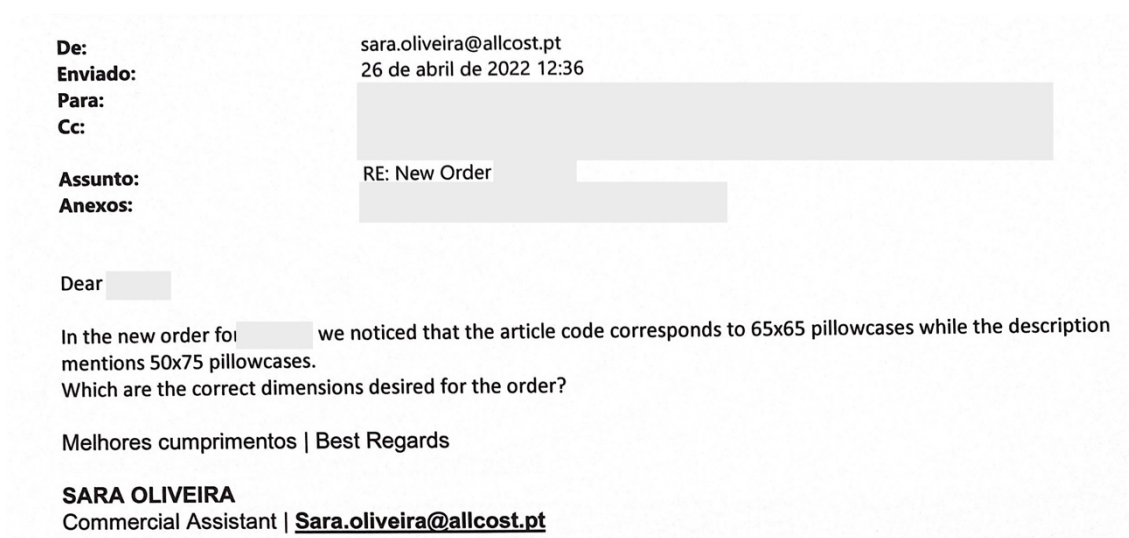 De: sara.oliveira@allcost.pt
Enviado: 26 de abril de 2022 12:36
Para:
Cc:
Assunto: RE: New Order
Anexos:
Dear
In the new order for we noticed that the article code corresponds to 65x65 pillowcases while the description
mentions 50x75 pillowcases.
Which are the correct dimensions desired for the order?
Melhores cumprimentos | Best Regards
SARA OLIVEIRA
Commercial Assistant | Sara.oliveira@allcost.pt